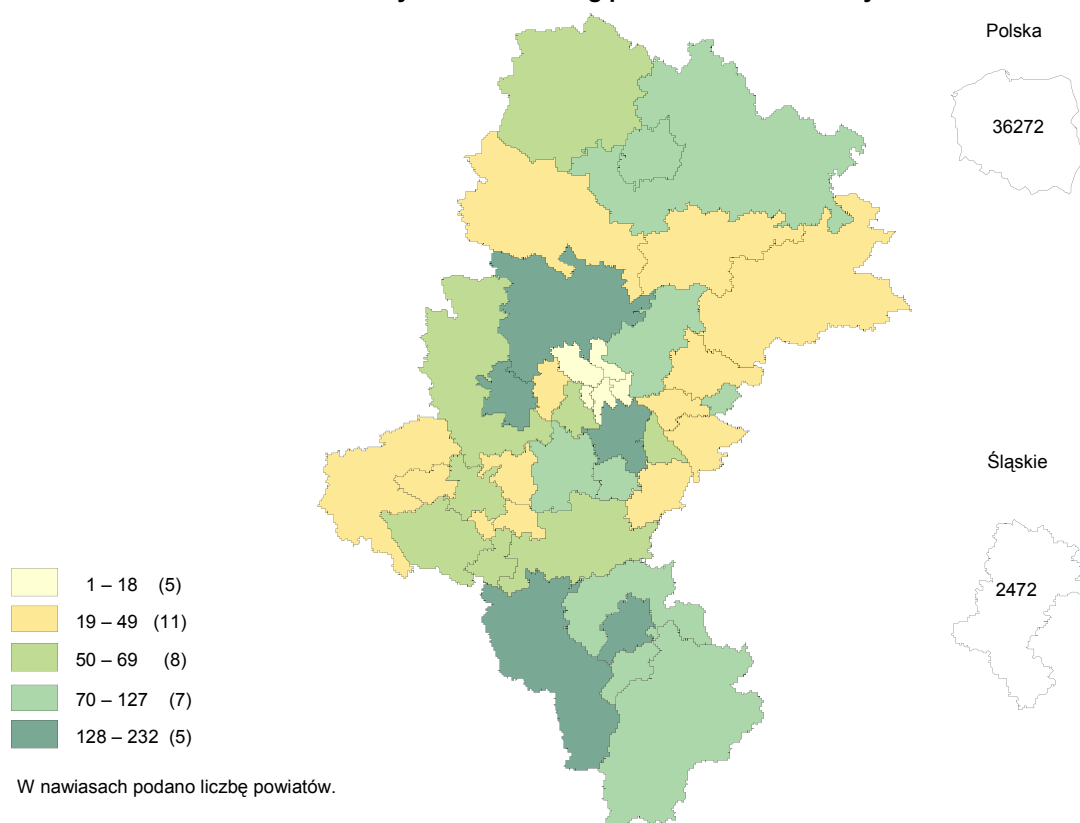 Polska
36272
Śląskie
2472
1 – 18 (5)
19 – 49 (11)
50 – 69 (8)
70 – 127 (7)
128 – 232 (5)
W nawiasach podano liczbę powiatów.